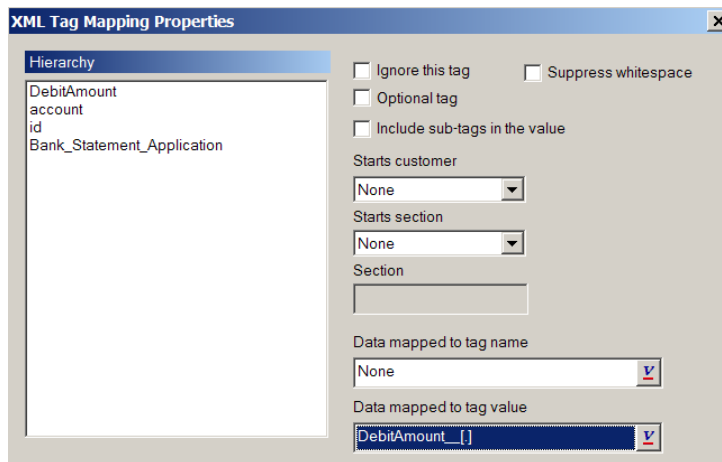 XML Tag Mapping Properties
Hierarchy
DebitAmount
account
id
Bank_Statement_Application
Ignore this tag
Suppress whitespace
Optional tag
Include sub-tags in the value
Starts customer
None
Starts section
None
Section
Data mapped to tag name
None
V
Data mapped to tag value
DebitAmount__[.]
V